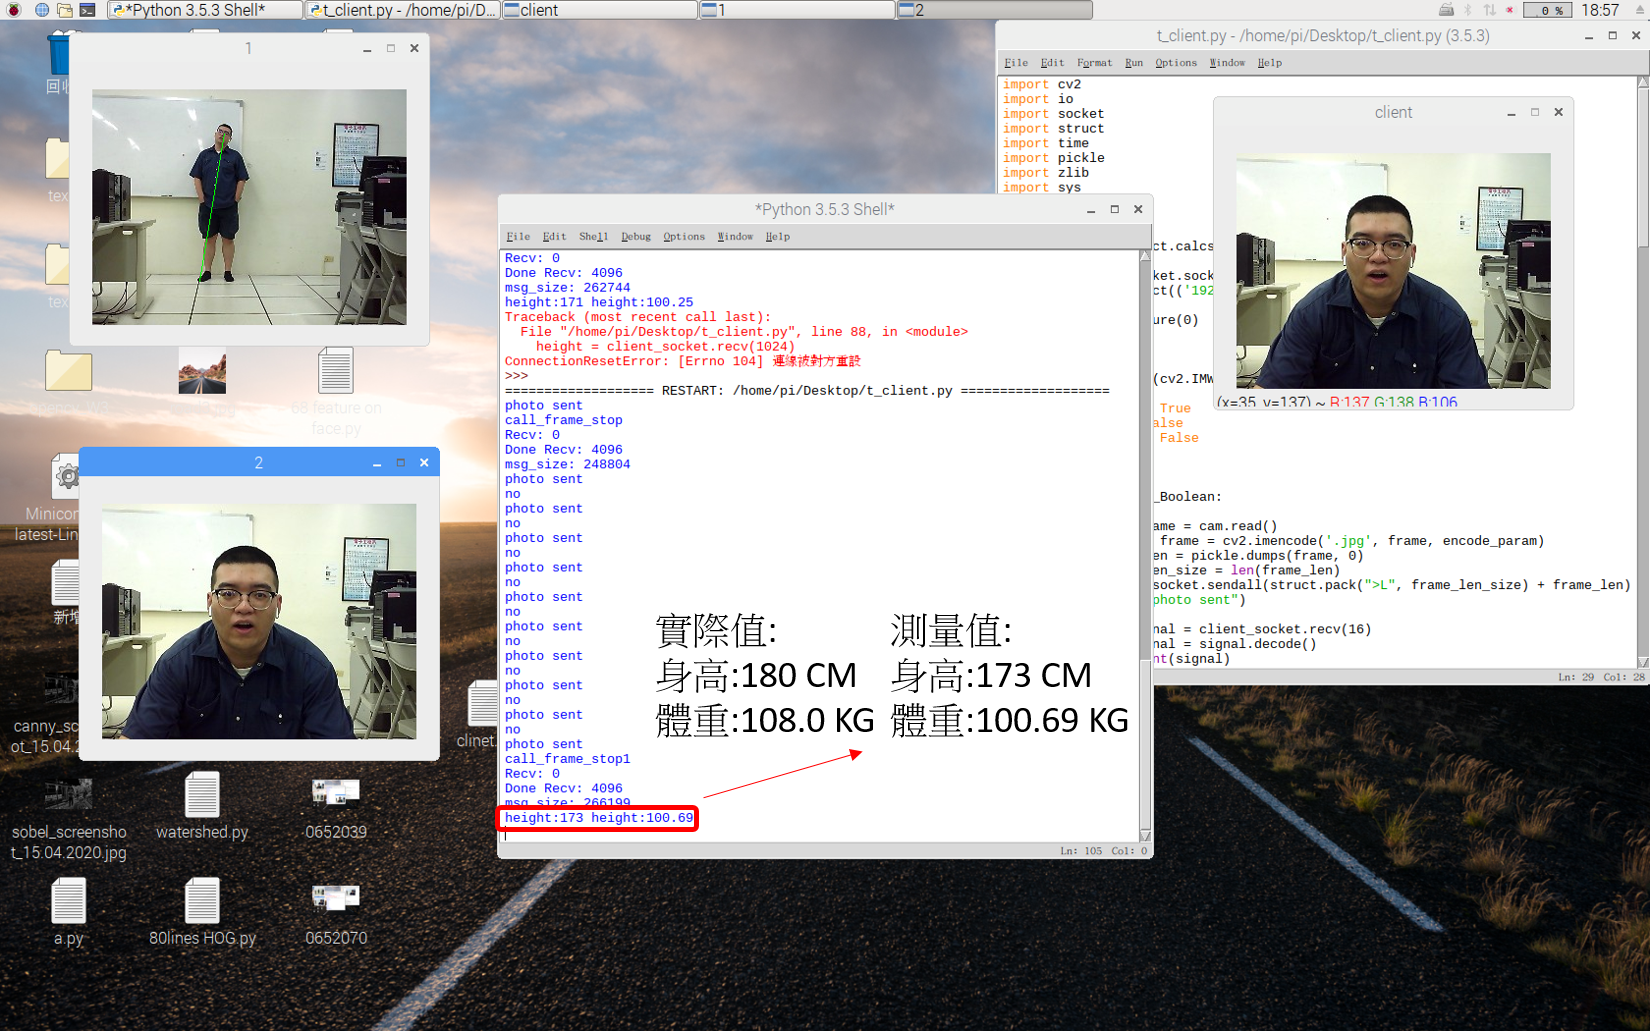 *Python 3.5.3 Shell*
t_client.py - /home/pi/D...
client
1
2
0 %
18:57
1
t_client.py - /home/pi/Desktop/t_client.py (3.5.3)
File Edit Format Run Options Window Help
import cv2
import io
import socket
import struct
import time
import pickle
import zlib
import sys
client
(x=35, y=137) ~ R:137 G:138 B:106
ct.calcs
ket.sock
ct(('192
ure(0)
(cv2.IMW
True
alse
False
_Boolean:
ame = cam.read()
frame = cv2.imencode('.jpg', frame, encode_param)
en = pickle.dumps(frame, 0)
en_size = len(frame_len)
socket.sendall(struct.pack(">L", frame_len_size) + frame_len)
photo sent")
nal = client_socket.recv(16)
nal = signal.decode()
nt(signal)
Ln: 29 Col: 28
*Python 3.5.3 Shell*
File Edit Shell Debug Options Window Help
Recv: 0
Done Recv: 4096
msg_size: 262744
height:171 height:100.25
Traceback (most recent call last):
File "/home/pi/Desktop/t_client.py", line 88, in <module>
height = client_socket.recv(1024)
ConnectionResetError: [Errno 104] 連線被對方重設
>>>
=================== RESTART: /home/pi/Desktop/t_client.py ===================
photo sent
call_frame_stop
Recv: 0
Done Recv: 4096
msg_size: 248804
photo sent
no
photo sent
no
photo sent
no
photo sent
no
photo sent
no
photo sent
no
photo sent
no
photo sent
no
photo sent
no
photo sent
call_frame_stop1
Recv: 0
Done Recv: 4096
msg_size: 266199
height:173 height:100.69
Ln: 105 Col: 0
實際值:
身高:180 CM
體重:108.0 KG
測量值:
身高:173 CM
體重:100.69 KG
2
回收
tex
tex
68 feature on
face.py
Minicon
latest-Lin
新增
canny_sc
ot_15.04.2
clinet.
sobel_screensho
t_15.04.2020.jpg
watershed.py
0652039
a.py
80lines HOG.py
0652070